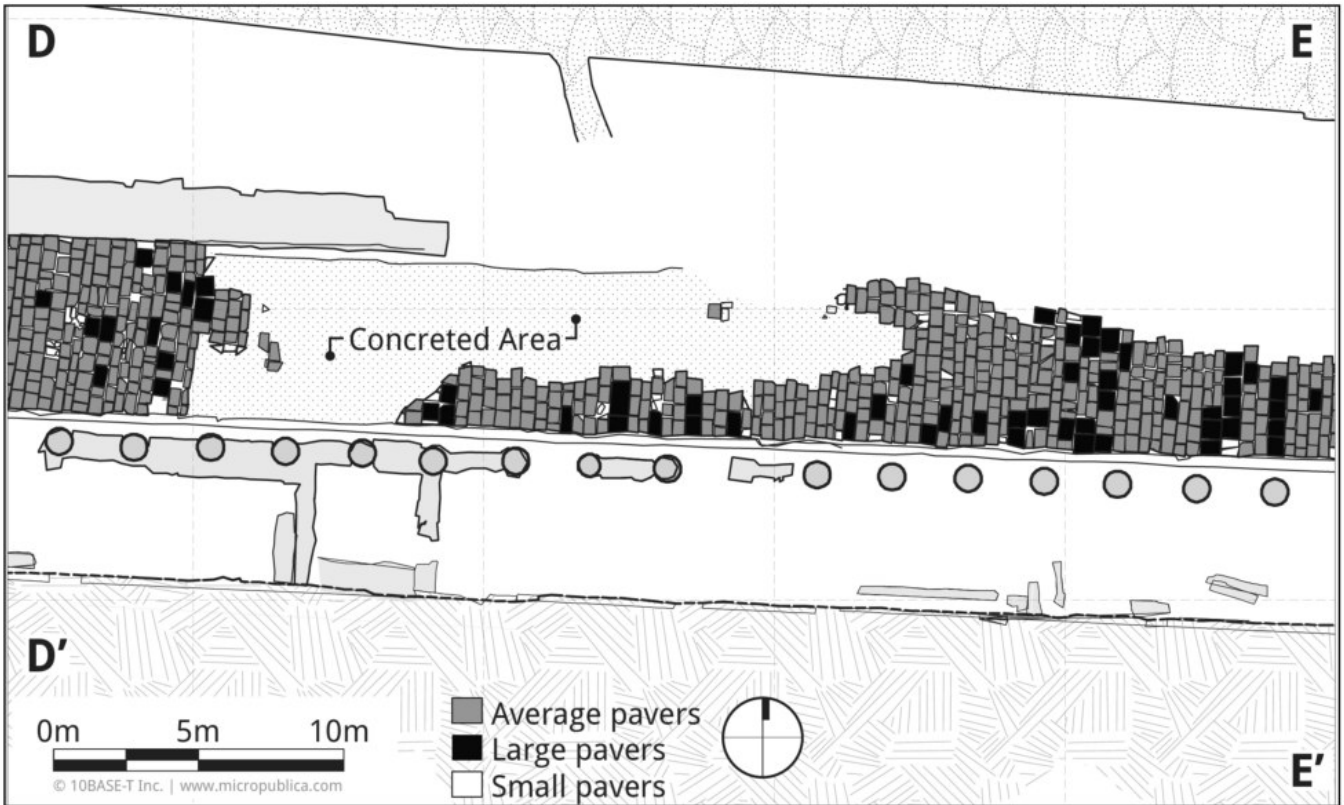 D
E
Concreted Area
D'
E'
0m 5m 10m
© 10BASE-T Inc. | www.micropublica.com
Average pavers
Large pavers
Small pavers